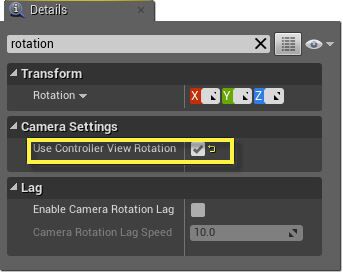 Details
rotation
Transform
Rotation X Y Z
Camera Settings
Use Controller View Rotation
Lag
Enable Camera Rotation Lag
Camera Rotation Lag Speed 10.0